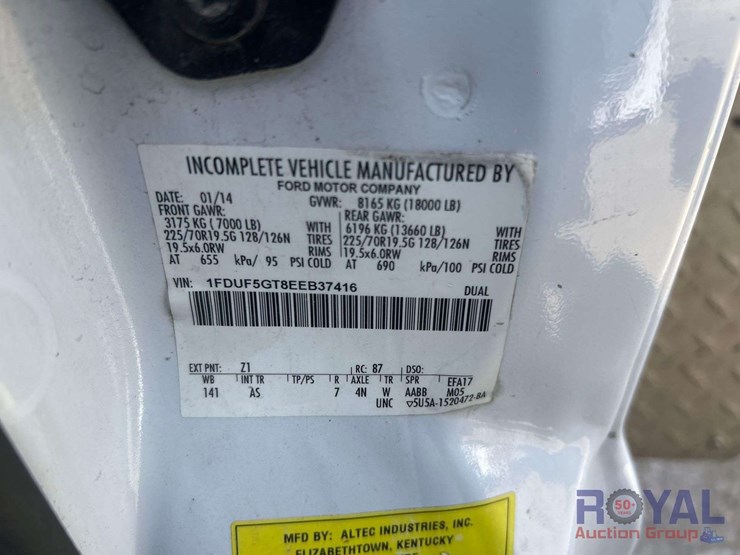 INCOMPLETE VEHICLE MANUFACTURED BY
FORD MOTOR COMPANY
DATE: 01/14 GVWR: 8165 KG (18000 LB)
FRONT GAWR: REAR GAWR:
3175 KG (7000 LB) WITH 6196 KG (13660 LB) WITH
225/70R19.5G 128/126N TIRES 225/70R19.5G 128/126N TIRES
19.5x6.0RW RIMS 19.5x6.0RW RIMS
AT 655 kPa/ 95 PSI COLD AT 690 kPa/100 PSI COLD
VIN: 1FDUF5GT8EEB37416 DUAL
EXT PNT: Z1 RC: 87 DSO:
WB INT TR TP/PS R AXLE TR SPR EFA17
141 AS 7 4N W AABB M05
UNC ▽5U5A-1520472-BA
MFD BY: ALTEC INDUSTRIES, INC.
ELIZABETHTOWN, KENTUCKY
ROYAL
50+
YEARS
Auction Group